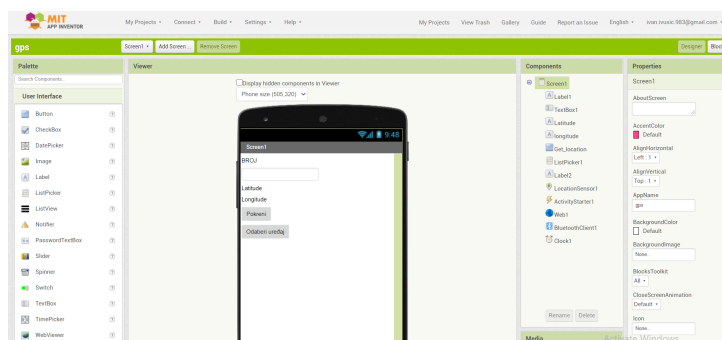 MIT
APP INVENTOR
My Projects
Connect
Build
Settings
Help
My Projects
View Trash
Gallery
Guide
Report an Issue
English
ivan.ivusic.983@gmail.com
gps
Screen1
Add Screen...
Remove Screen
Designer
Bloc
Palette
Viewer
Components
Properties
Search Components...
User Interface
Button
CheckBox
DatePicker
Image
Label
ListPicker
ListView
Notifier
PasswordTextBox
Slider
Spinner
Switch
TextBox
TimePicker
WebViewer
Display hidden components in Viewer
Phone size (505,320)
9:48
Screen1
BROJ
Latitude
Longitude
Pokreni
Odaberi uređaj
Screen1
Label1
TextBox1
Latitude
longitude
Get_location
ListPicker1
Label2
LocationSensor1
ActivityStarter1
Web1
BluetoothClient1
Clock1
Rename
Delete
Media
Screen1
AboutScreen
AccentColor
Default
AlignHorizontal
Left : 1
AlignVertical
Top : 1
AppName
gps
BackgroundColor
Default
BackgroundImage
None...
BlocksToolkit
All
CloseScreenAnimation
Default
Icon
None...
Activate Windows